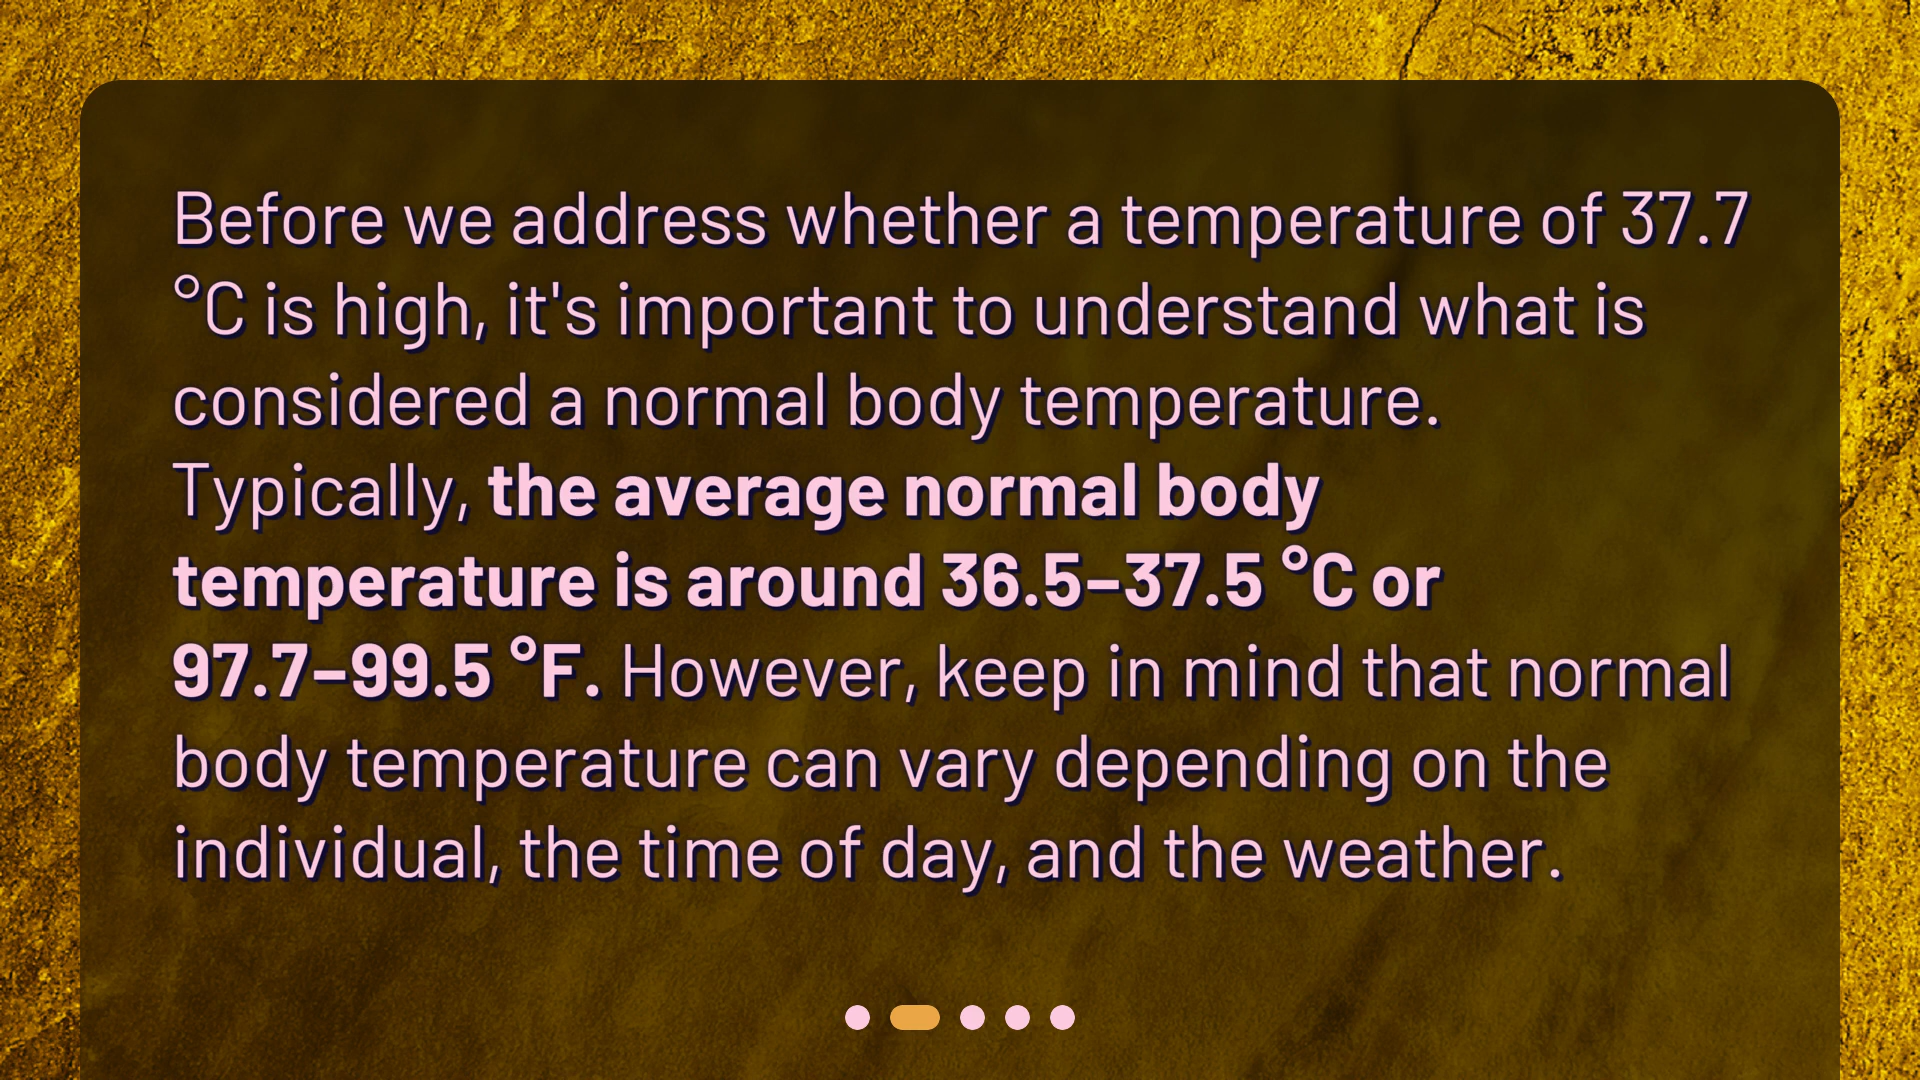 Before we address whether a temperature of 37.7
°C is high, it's important to understand what is
considered a normal body temperature.
Typically, the average normal body
temperature is around 36.5–37.5 °C or
97.7–99.5 °F. However, keep in mind that normal
body temperature can vary depending on the
individual, the time of day, and the weather.